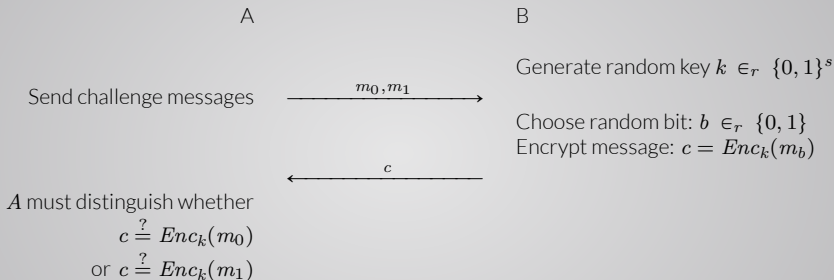 A
B
Generate random key k ∈r {0, 1}^s
Send challenge messages
m0, m1
Choose random bit: b ∈r {0, 1}
Encrypt message: c = Enck(mb)
c
A must distinguish whether
c ?= Enck(m0)
or c ?= Enck(m1)